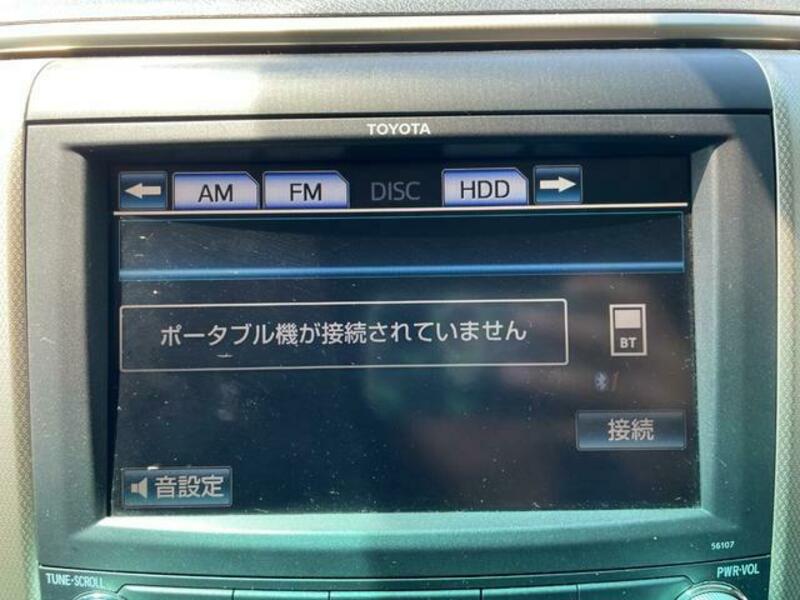 TOYOTA
AM FM DISC HDD
ポータブル機が接続されていません
BT
接続
音設定
56107
TUNE·SCROLL PWR·VOL